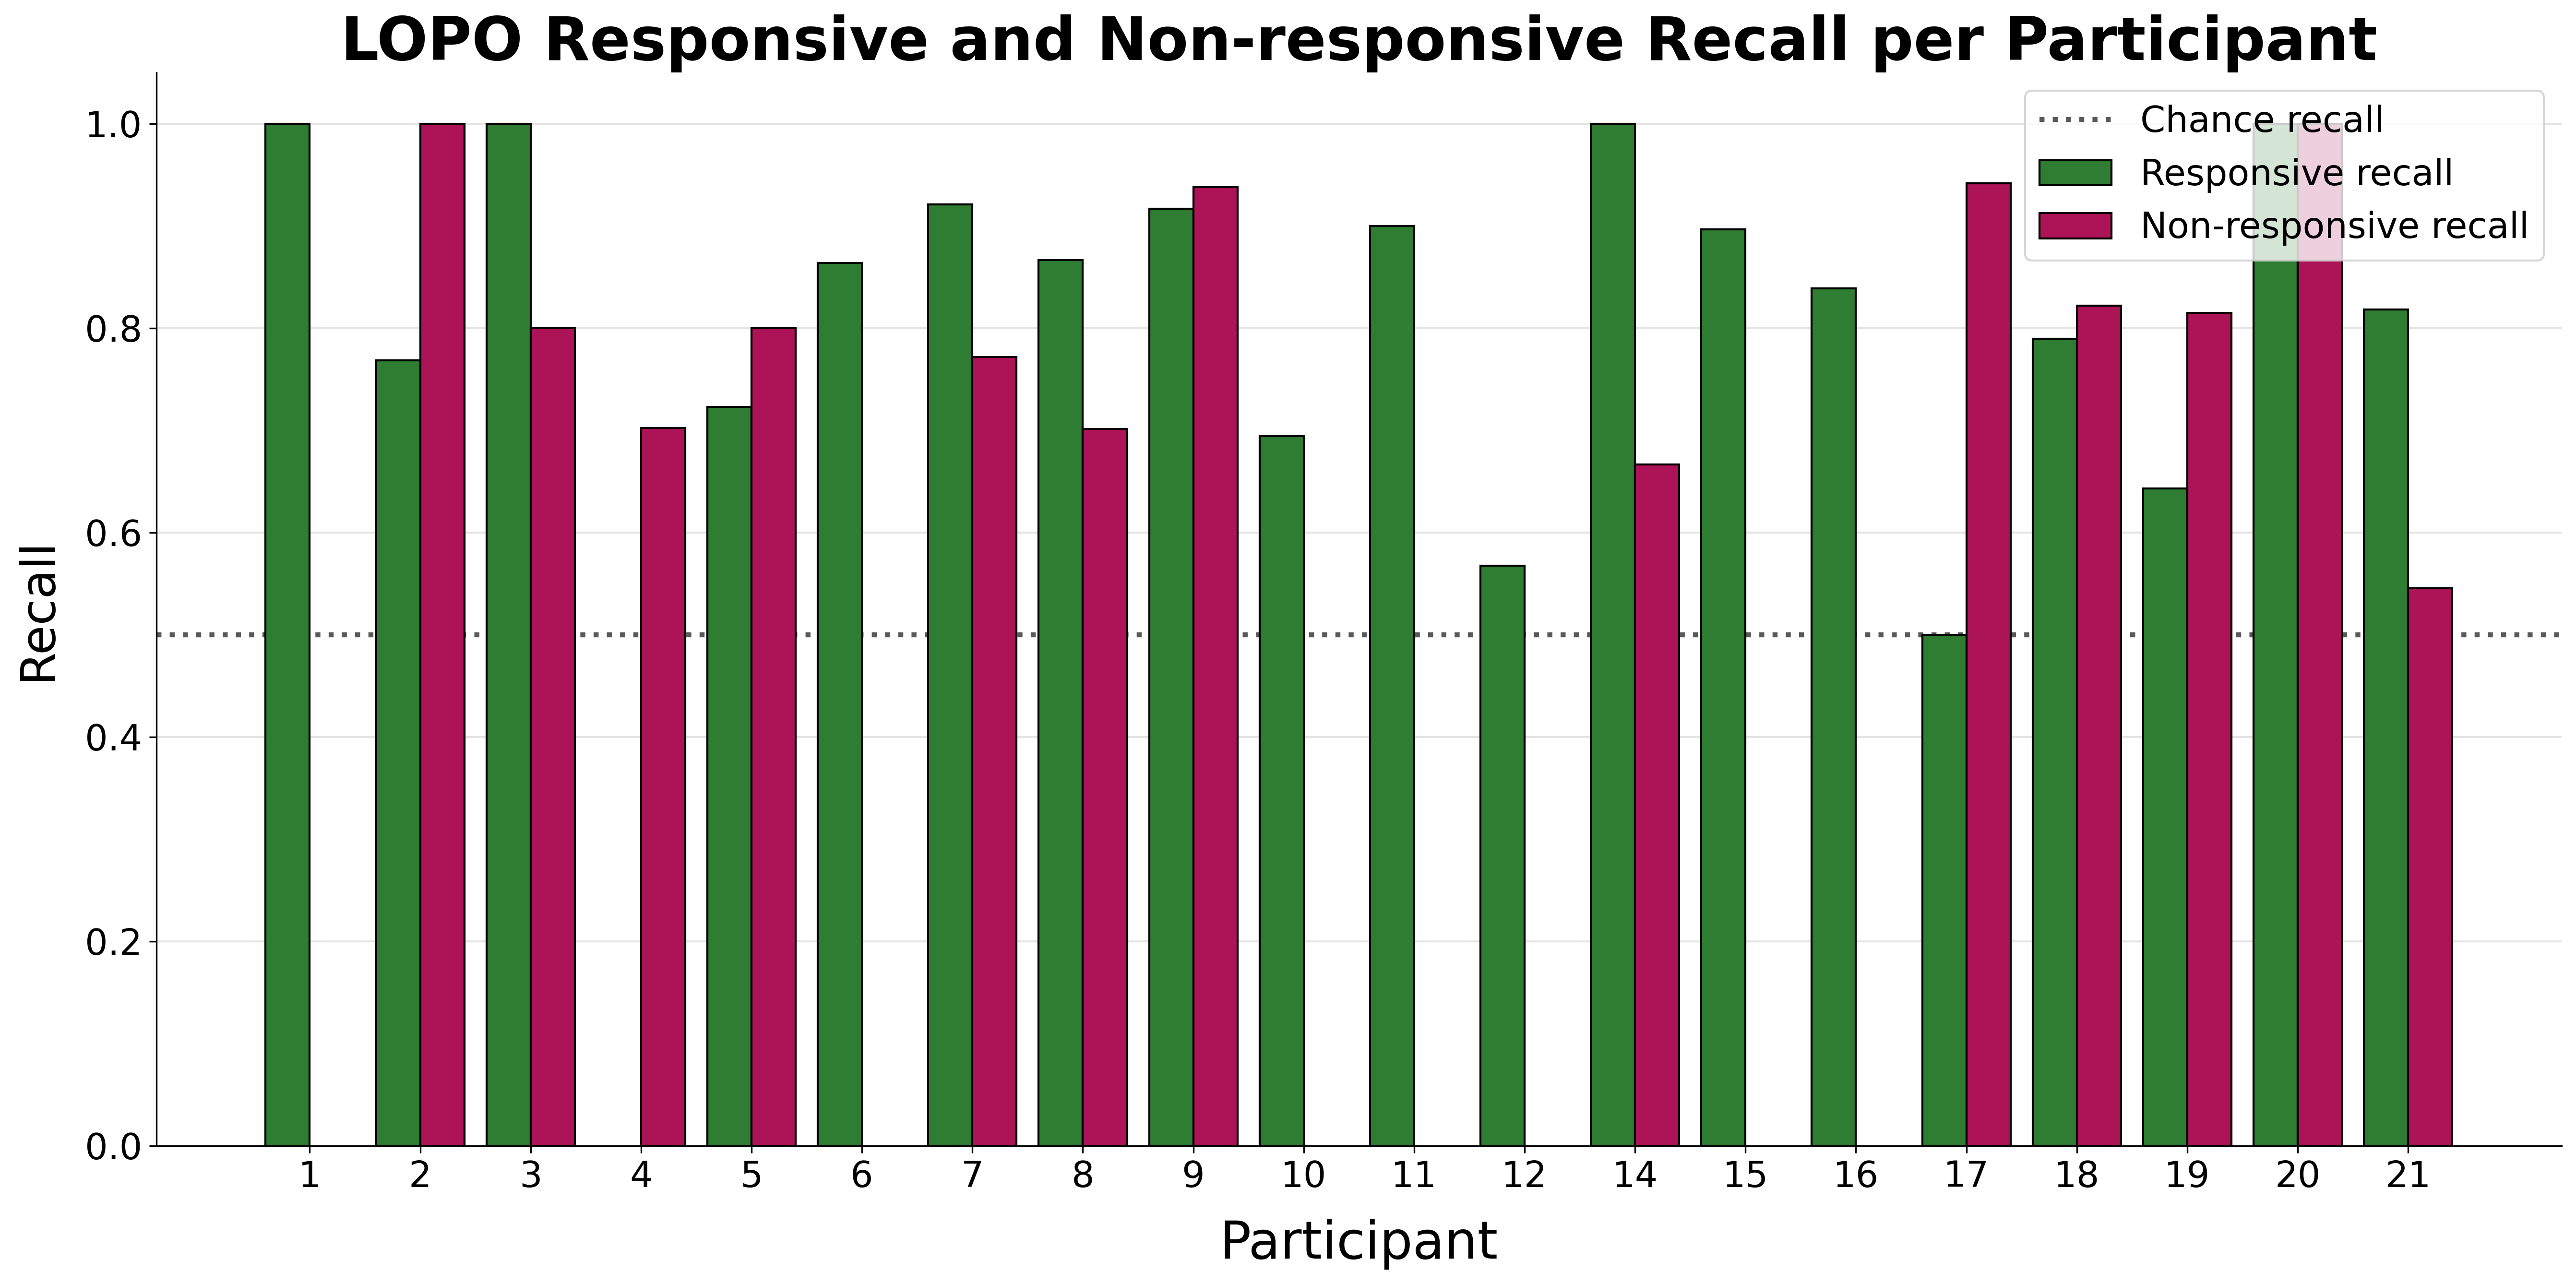 LOPO Responsive and Non-responsive Recall per Participant
Chance recall
Responsive recall
Non-responsive recall
1.0
0.8
0.6
0.4
0.2
0.0
Recall
1 2 3 4 5 6 7 8 9 10 11 12 14 15 16 17 18 19 20 21
Participant